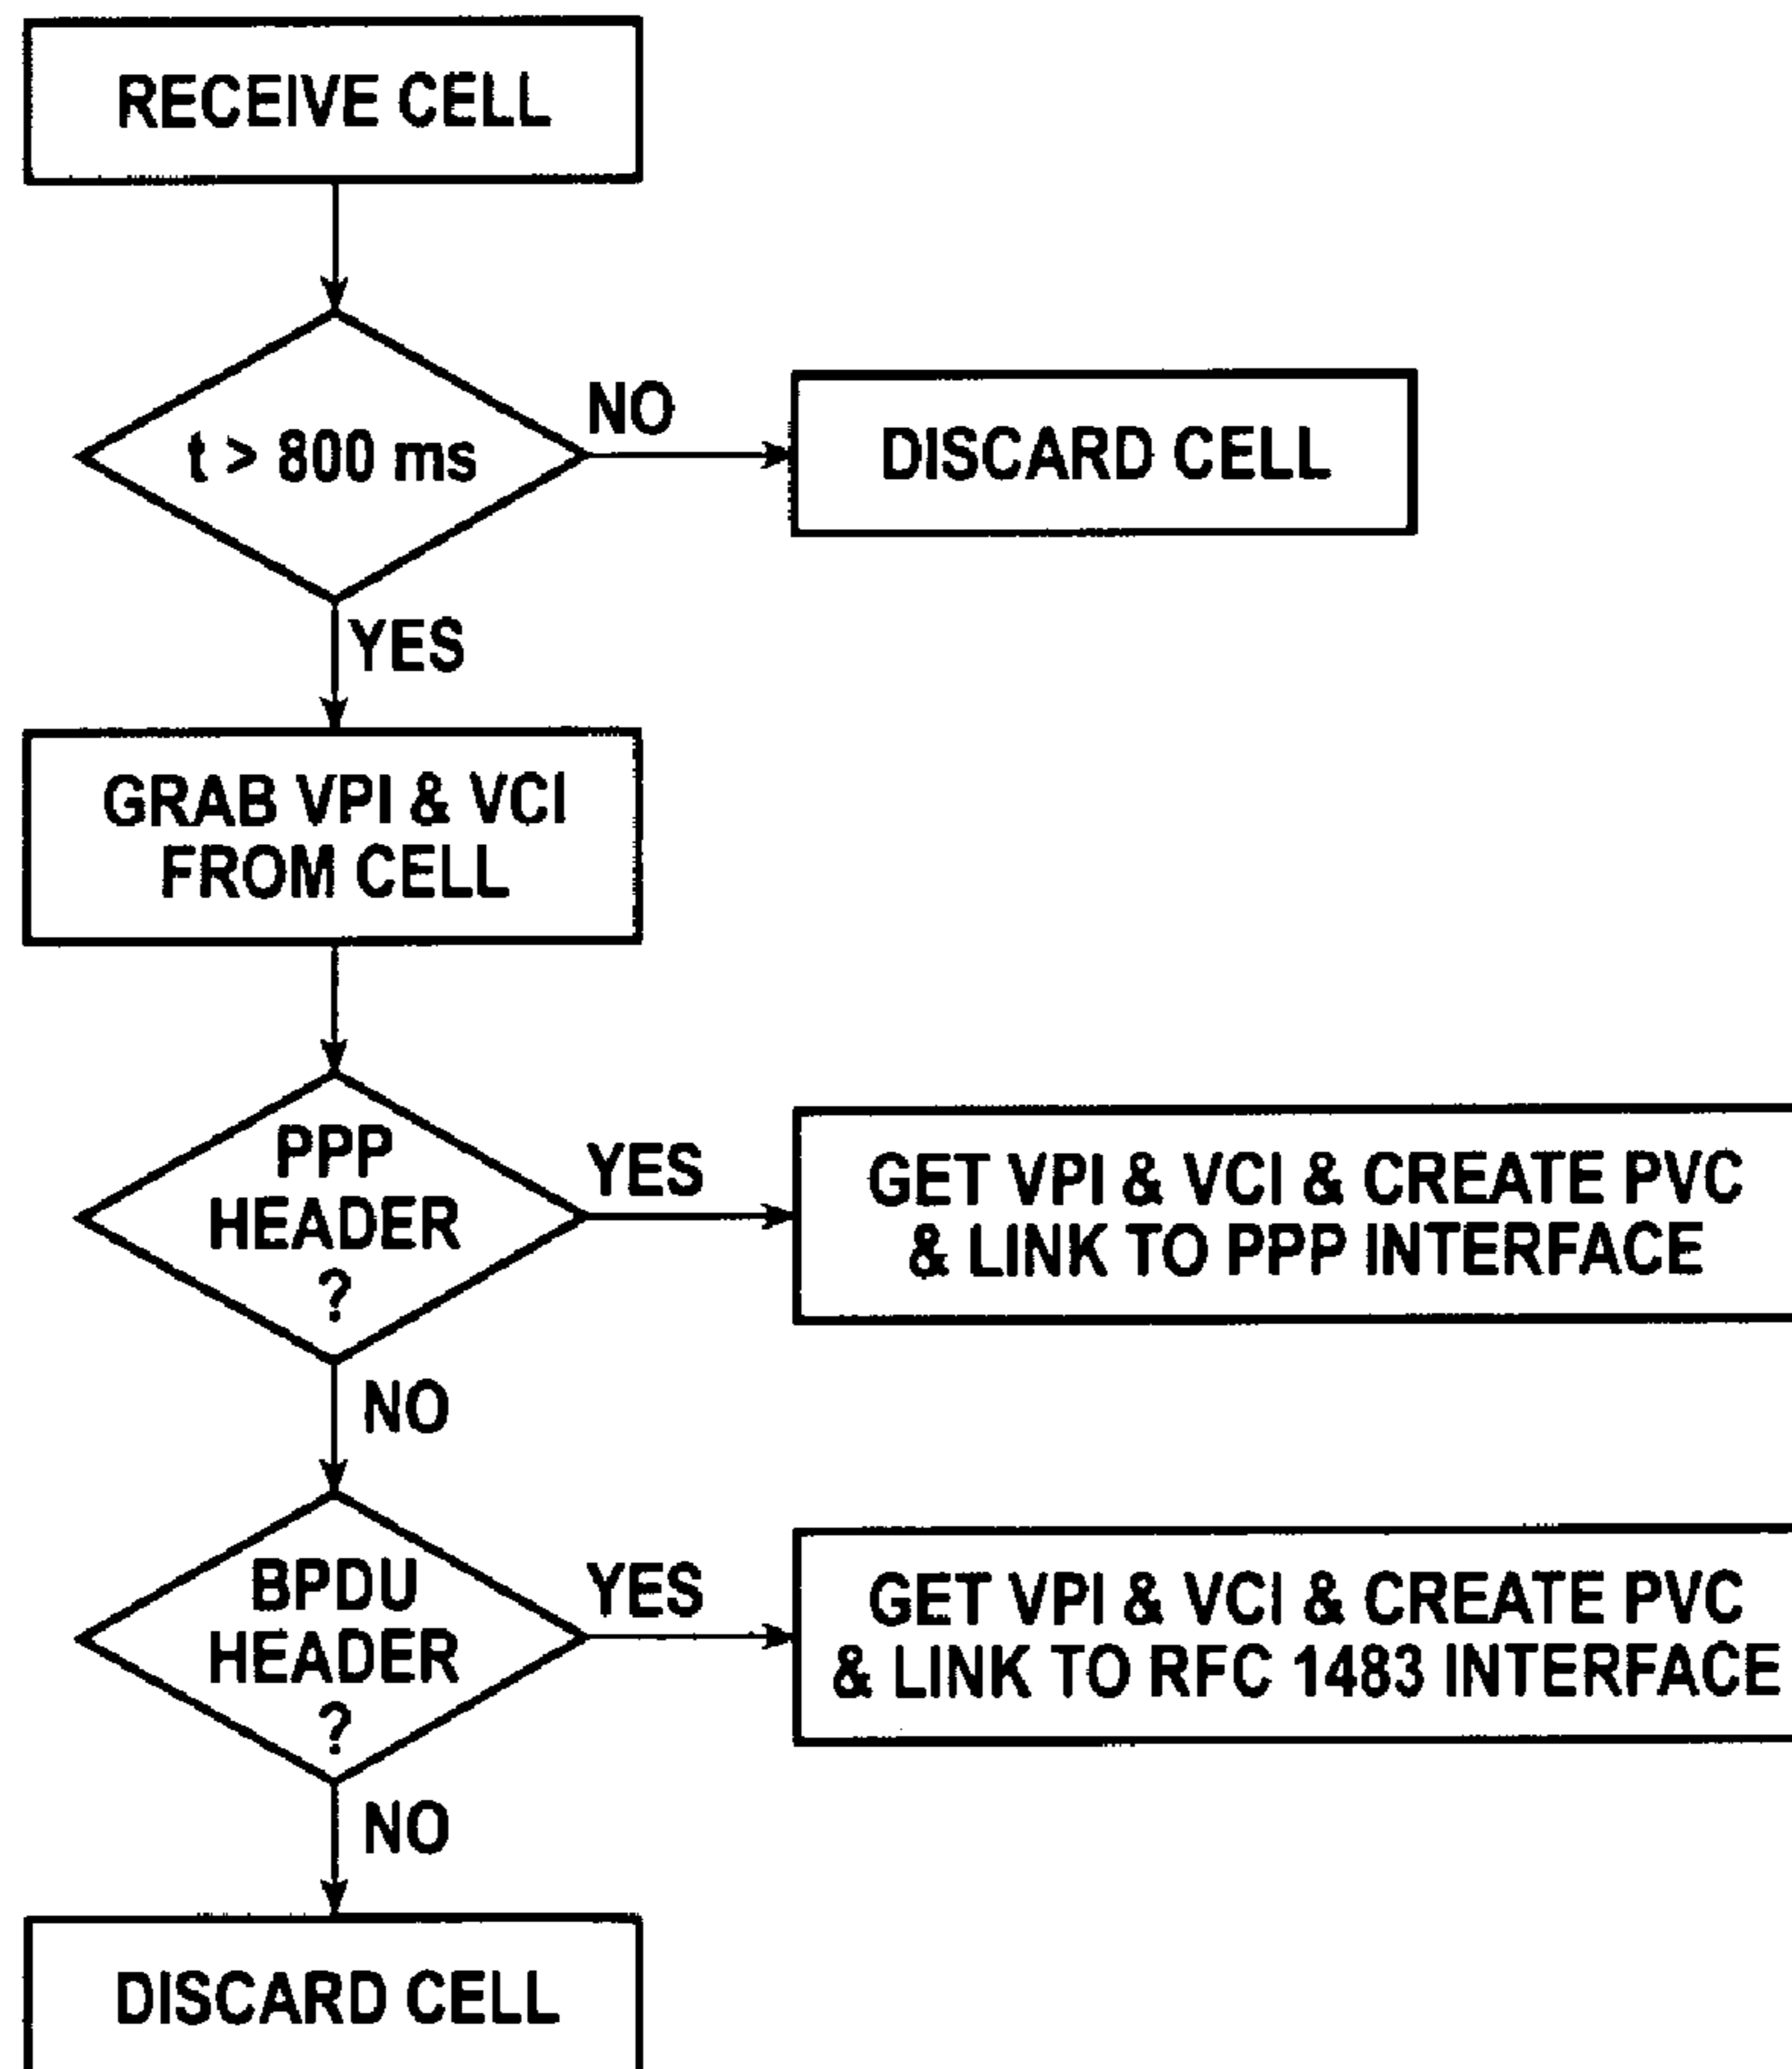 RECEIVE CELL
t > 800 ms
NO
DISCARD CELL
YES
GRAB VPI & VCI
FROM CELL
PPP
HEADER
?
YES
GET VPI & VCI & CREATE PVC
& LINK TO PPP INTERFACE
NO
BPDU
HEADER
?
YES
GET VPI & VCI & CREATE PVC
& LINK TO RFC 1483 INTERFACE
NO
DISCARD CELL